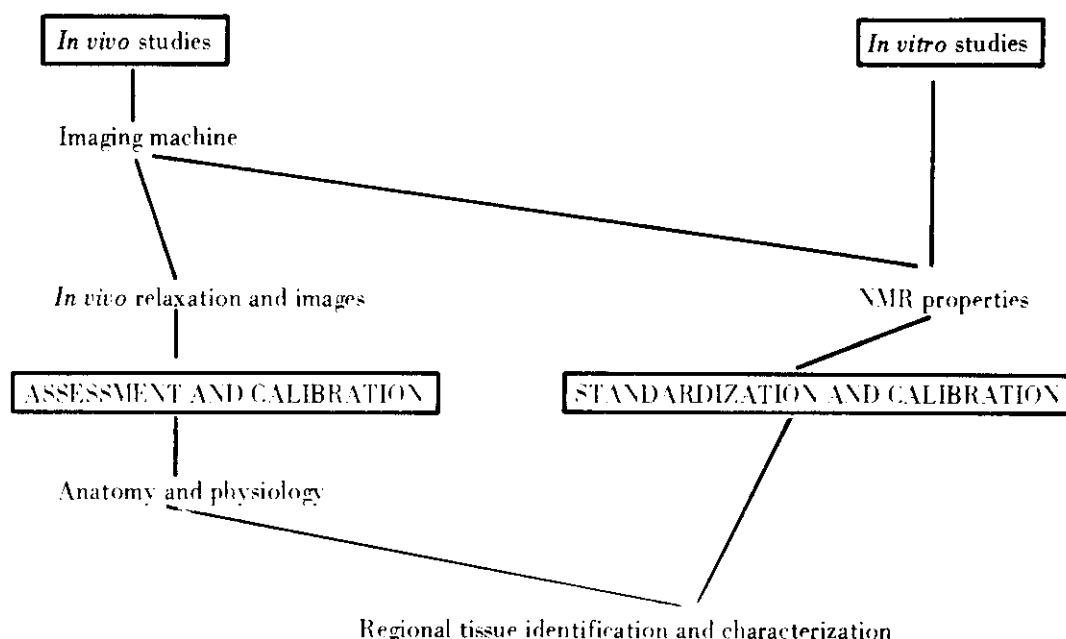 In vivo studies
In vitro studies
Imaging machine
In vivo relaxation and images
NMR properties
ASSESSMENT AND CALIBRATION
STANDARDIZATION AND CALIBRATION
Anatomy and physiology
Regional tissue identification and characterization